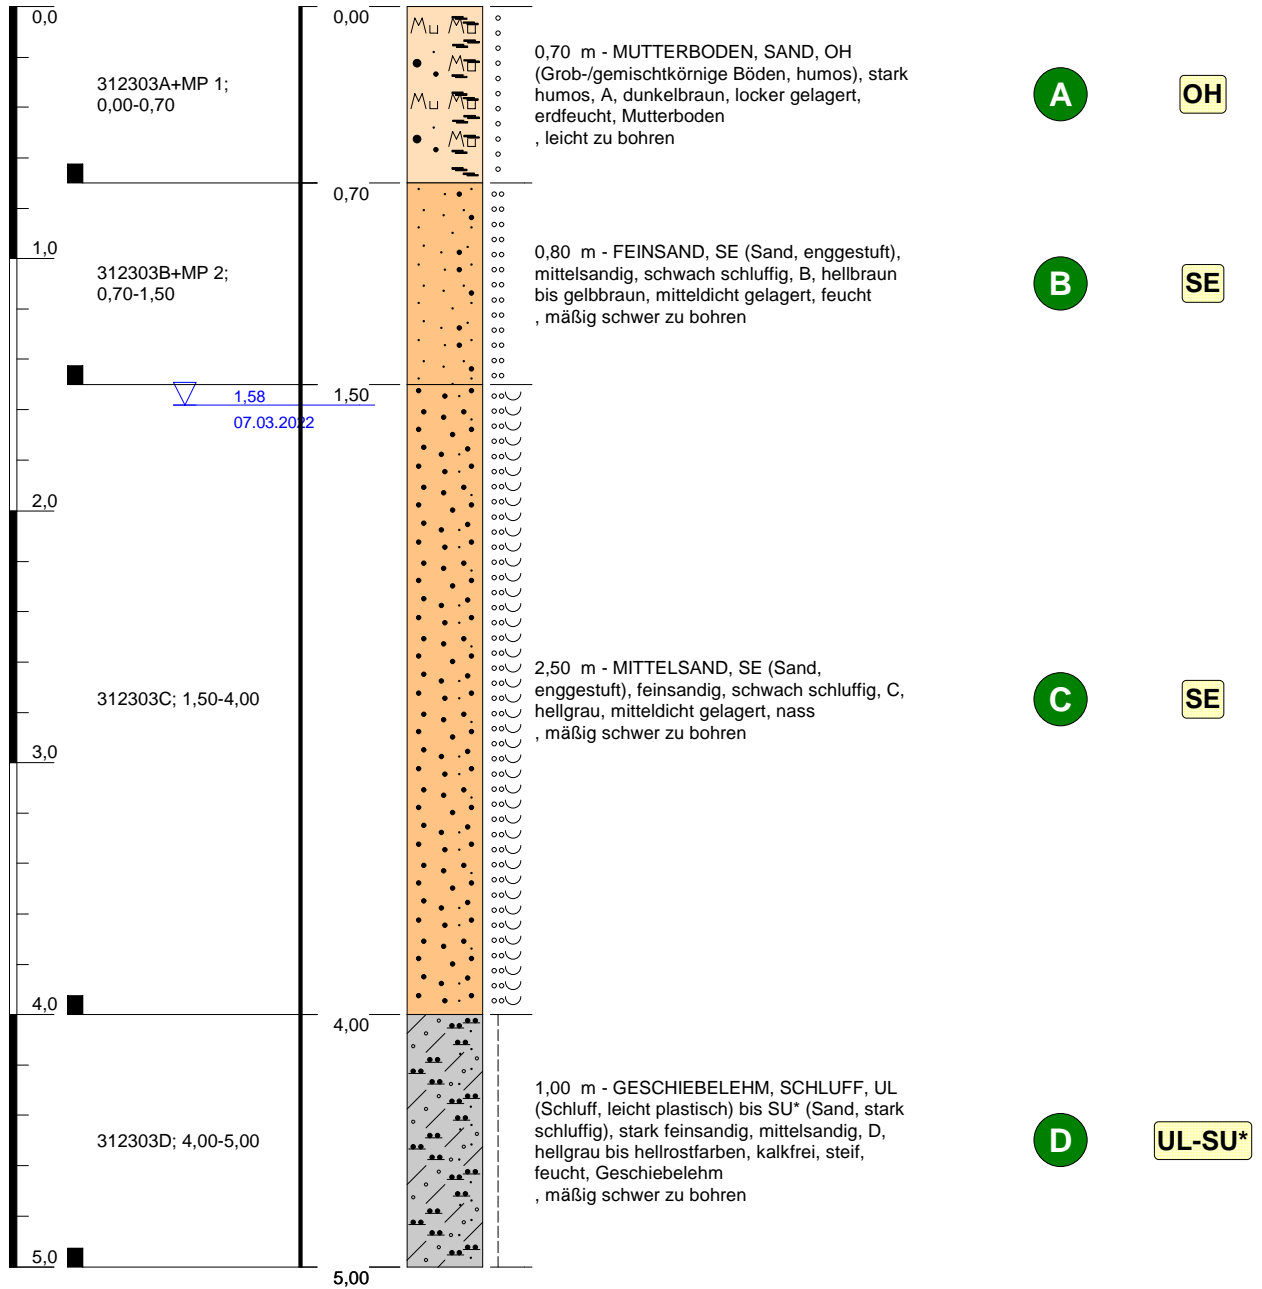 0,0
0,00
312303A+MP 1;
0,00-0,70
0,70 m - MUTTERBODEN, SAND, OH
(Grob-/gemischtkörnige Böden, humos), stark
humos, A, dunkelbraun, locker gelagert,
erdfeucht, Mutterboden
, leicht zu bohren
A
OH
0,70
1,0
312303B+MP 2;
0,70-1,50
0,80 m - FEINSAND, SE (Sand, enggestuft),
mittelsandig, schwach schluffig, B, hellbraun
bis gelbbraun, mitteldicht gelagert, feucht
, mäßig schwer zu bohren
B
SE
1,50
1,58
07.03.2022
2,0
312303C; 1,50-4,00
2,50 m - MITTELSAND, SE (Sand,
enggestuft), feinsandig, schwach schluffig, C,
hellgrau, mitteldicht gelagert, nass
, mäßig schwer zu bohren
C
SE
3,0
4,0
4,00
312303D; 4,00-5,00
1,00 m - GESCHIEBELEHM, SCHLUFF, UL
(Schluff, leicht plastisch) bis SU* (Sand, stark
schluffig), stark feinsandig, mittelsandig, D,
hellgrau bis hellrostfarben, kalkfrei, steif,
feucht, Geschiebelehm
, mäßig schwer zu bohren
D
UL-SU*
5,0
5,00